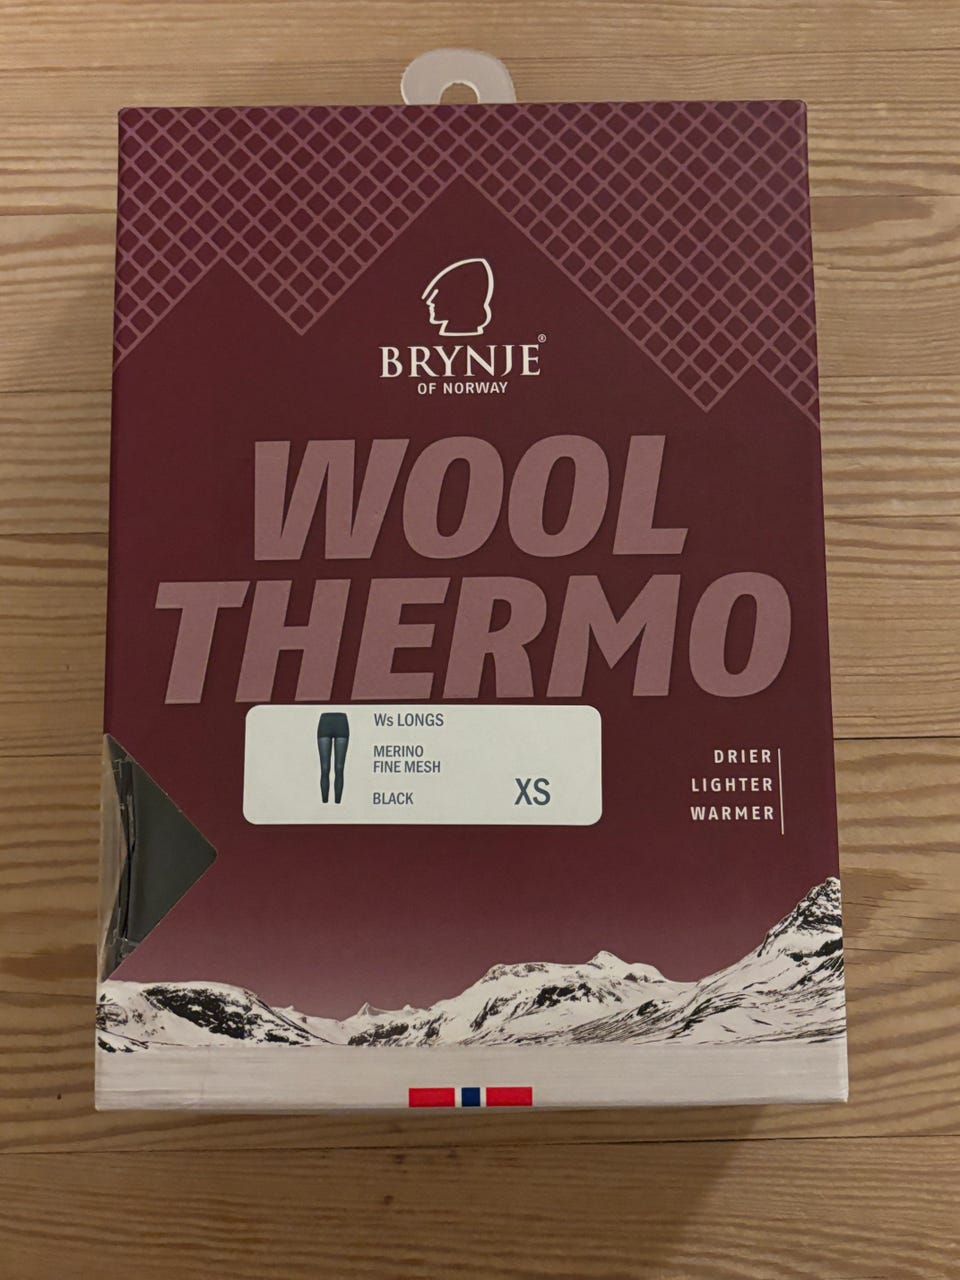 BRYNJE®
OF NORWAY
WOOL
THERMO
Ws LONGS
MERINO
FINE MESH
BLACK
XS
DRIER
LIGHTER
WARMER